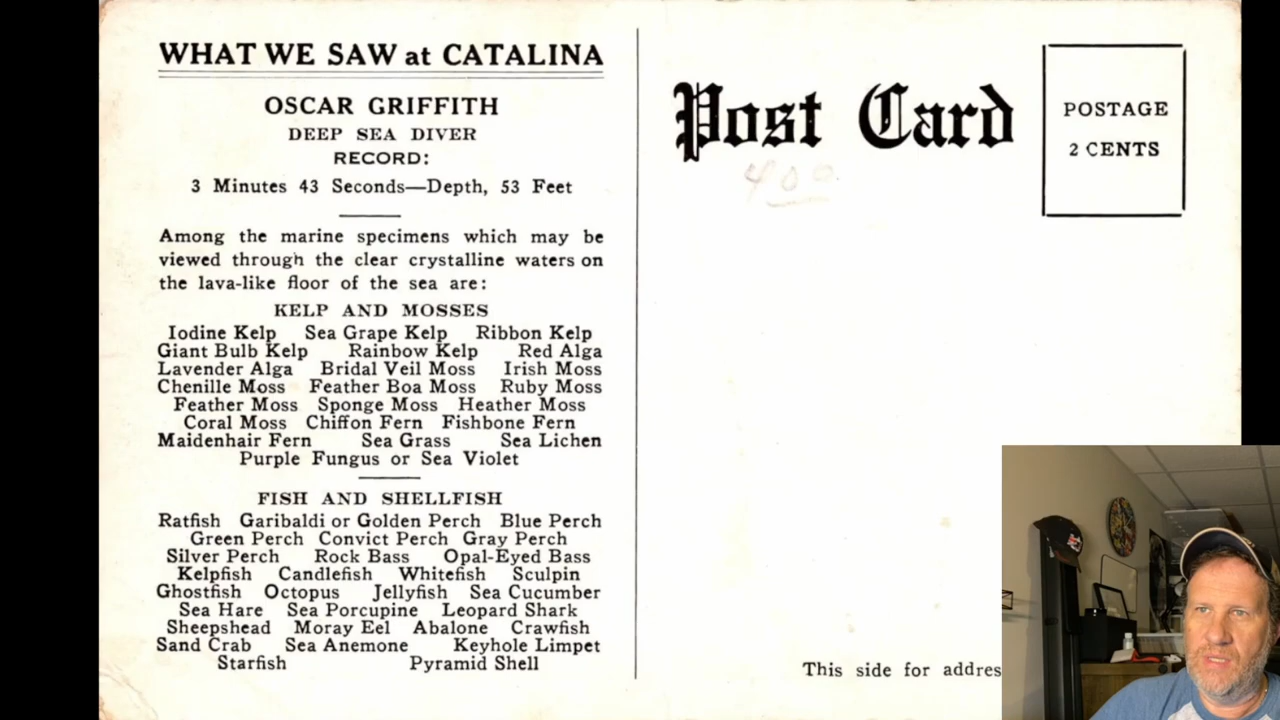 WHAT WE SAW at CATALINA
OSCAR GRIFFITH
DEEP SEA DIVER
RECORD:
3 Minutes 43 Seconds—Depth, 53 Feet
Among the marine specimens which may be
viewed through the clear crystalline waters on
the lava-like floor of the sea are:
KELP AND MOSSES
Iodine Kelp Sea Grape Kelp Ribbon Kelp
Giant Bulb Kelp Rainbow Kelp Red Alga
Lavender Alga Bridal Veil Moss Irish Moss
Chenille Moss Feather Boa Moss Ruby Moss
Feather Moss Sponge Moss Heather Moss
Coral Moss Chiffon Fern Fishbone Fern
Maidenhair Fern Sea Grass Sea Lichen
Purple Fungus or Sea Violet
FISH AND SHELLFISH
Ratfish Garibaldi or Golden Perch Blue Perch
Green Perch Convict Perch Gray Perch
Silver Perch Rock Bass Opal-Eyed Bass
Kelpfish Candlefish Whitefish Sculpin
Ghostfish Octopus Jellyfish Sea Cucumber
Sea Hare Sea Porcupine Leopard Shark
Sheepshead Moray Eel Abalone Crawfish
Sand Crab Sea Anemone Keyhole Limpet
Starfish Pyramid Shell
Post Card
400
POSTAGE
2 CENTS
This side for addres